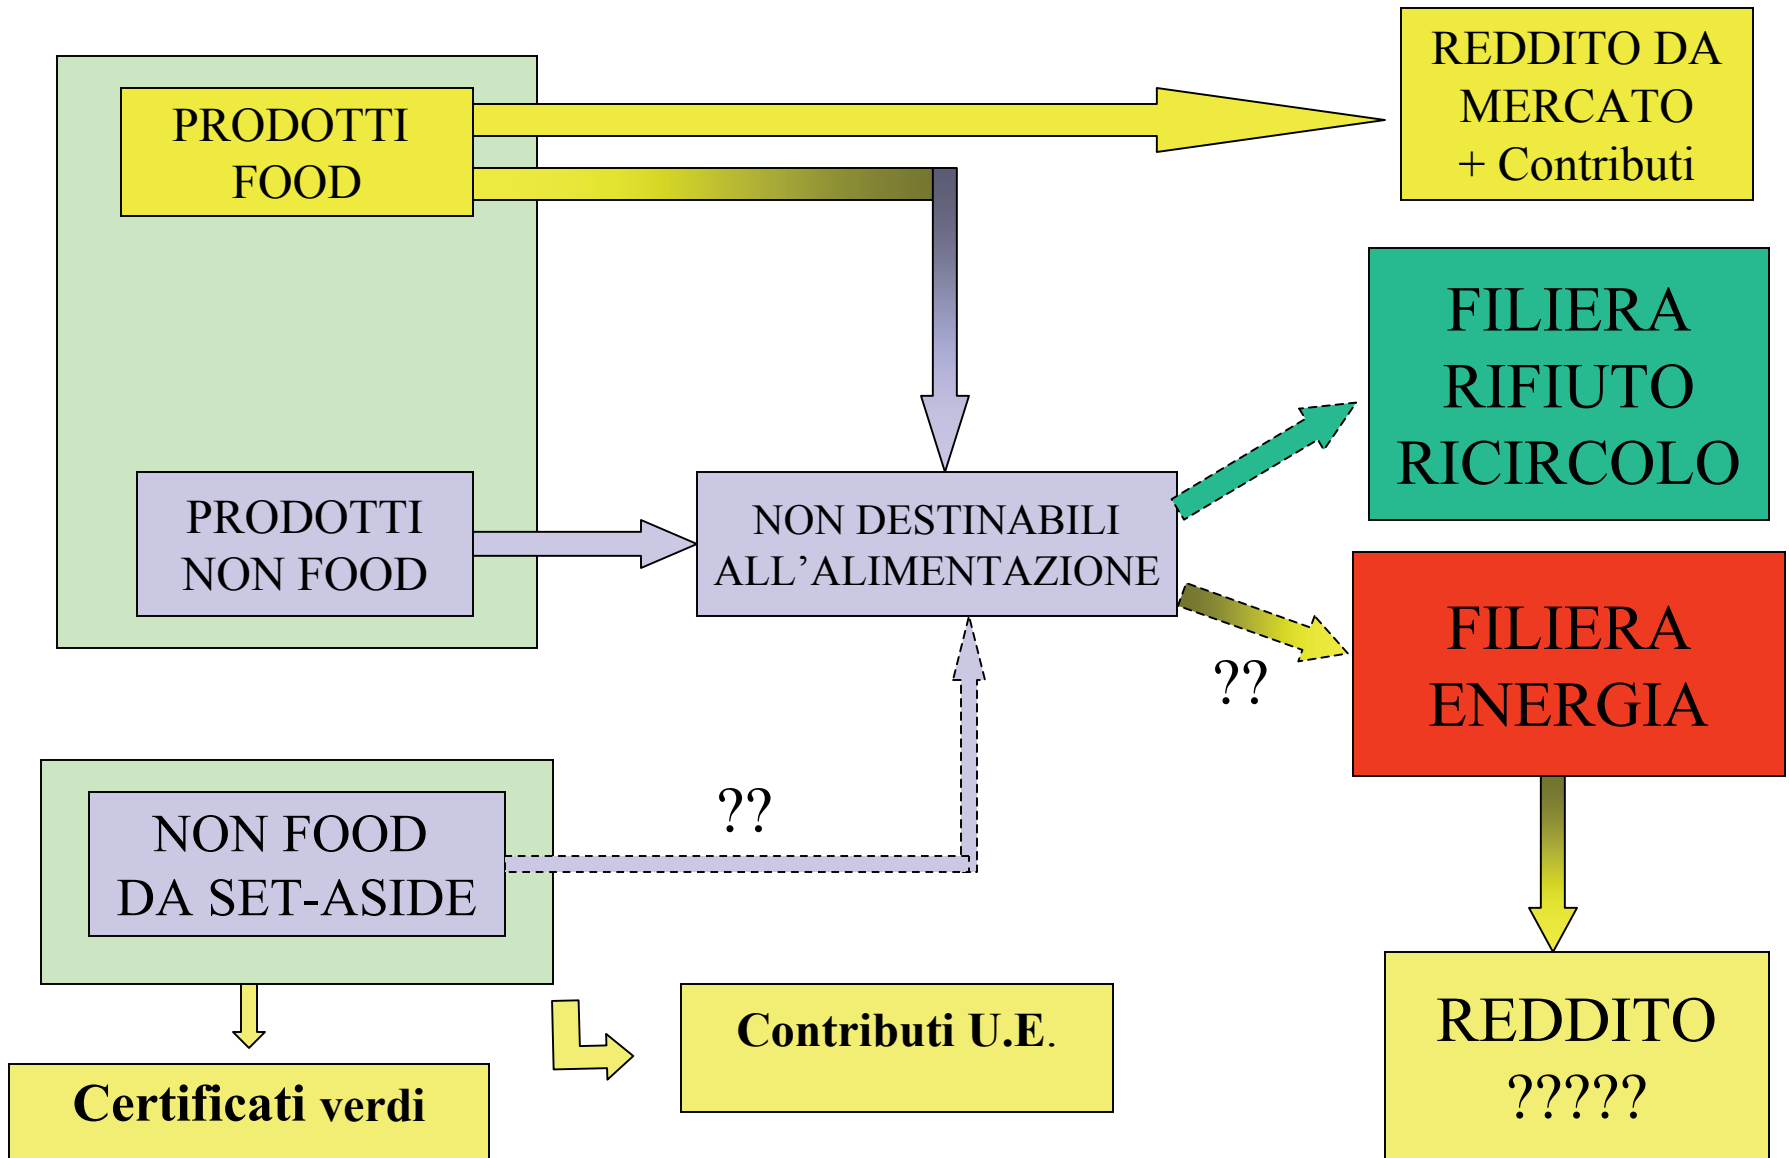 PRODOTTI
FOOD
REDDITO DA
MERCATO
+ Contributi
FILIERA
RIFIUTO
RICIRCOLO
PRODOTTI
NON FOOD
NON DESTINABILI
ALL’ALIMENTAZIONE
FILIERA
ENERGIA
??
??
NON FOOD
DA SET-ASIDE
Contributi U.E.
REDDITO
?????
Certificati verdi